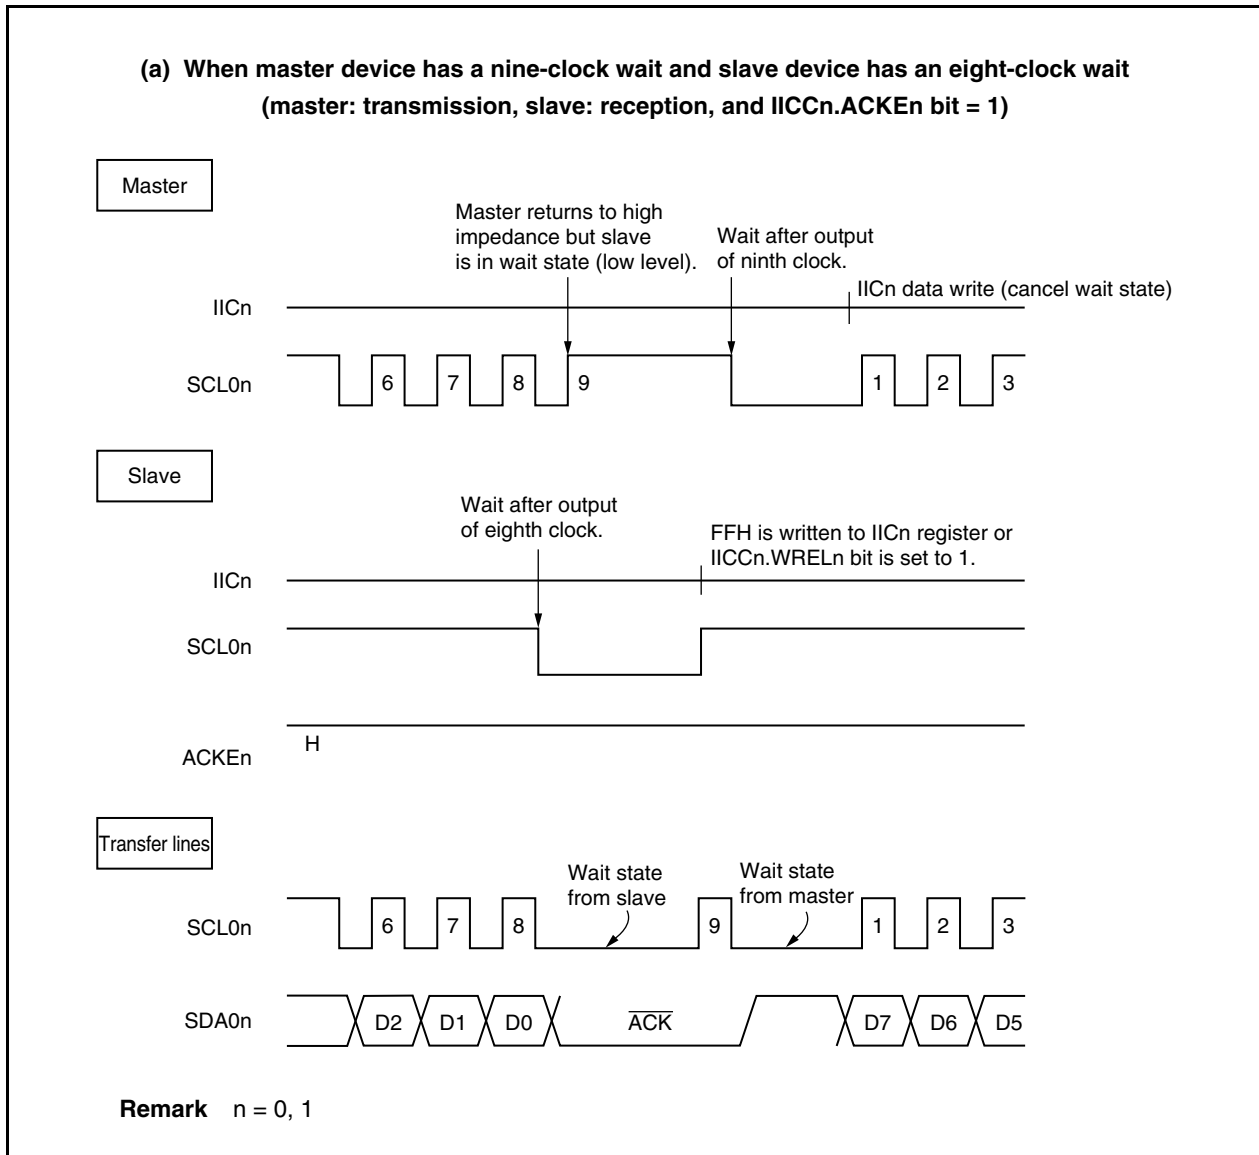 (a) When master device has a nine-clock wait and slave device has an eight-clock wait
(master: transmission, slave: reception, and IICCn.ACKEn bit = 1)
Master
Master returns to high
impedance but slave
is in wait state (low level).
Wait after output
of ninth clock.
IICn data write (cancel wait state)
IICn
SCL0n
6 7 8 9 1 2 3
Slave
Wait after output
of eighth clock.
FFH is written to IICn register or
IICCn.WRELn bit is set to 1.
IICn
SCL0n
H
ACKEn
Transfer lines
Wait state
from slave
Wait state
from master
SCL0n
6 7 8 9 1 2 3
SDA0n
D2 D1 D0 ACK D7 D6 D5
Remark n = 0, 1